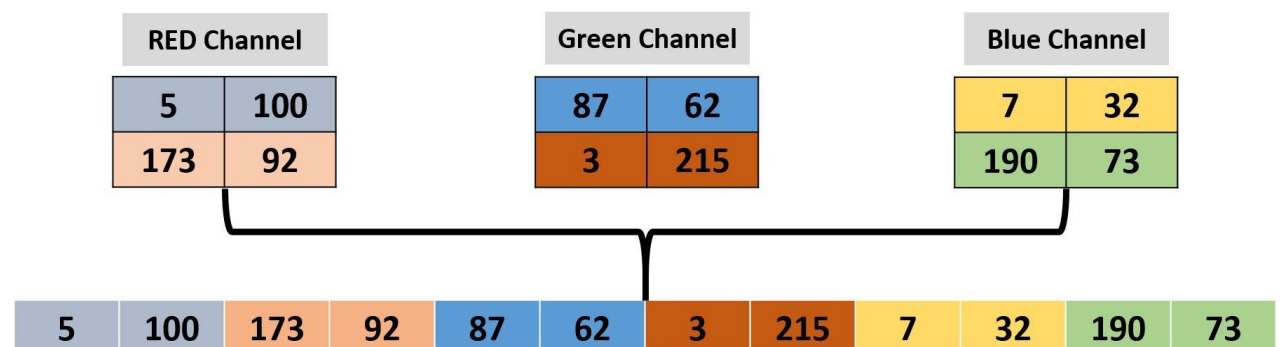 RED Channel Green Channel Blue Channel
5 100 87 62 7 32
173 92 3 215 190 73
5 100 173 92 87 62 3 215 7 32 190 73